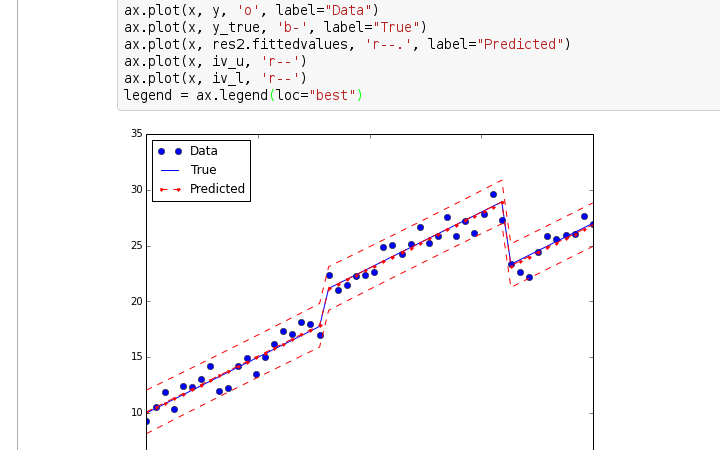 ax.plot(x, y, 'o', label="Data")
ax.plot(x, y_true, 'b-', label="True")
ax.plot(x, res2.fittedvalues, 'r--.', label="Predicted")
ax.plot(x, iv_u, 'r--')
ax.plot(x, iv_l, 'r--')
legend = ax.legend(loc="best")
35
Data
True
Predicted
30
25
20
15
10